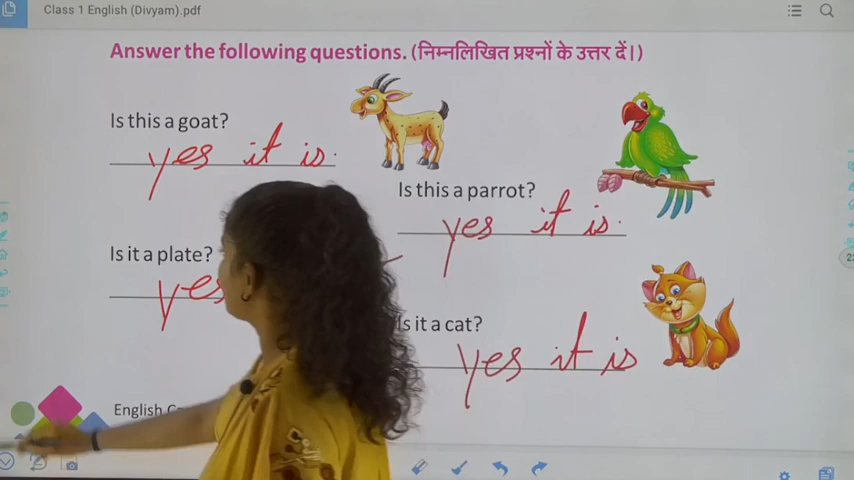 Class 1 English (Divyam).pdf
Answer the following questions. (निम्नलिखित प्रश्नों के उत्तर दें।)
Is this a goat?
yes it is.
Is this a parrot?
yes it is.
Is it a plate?
yes
Is it a cat?
yes it is
English